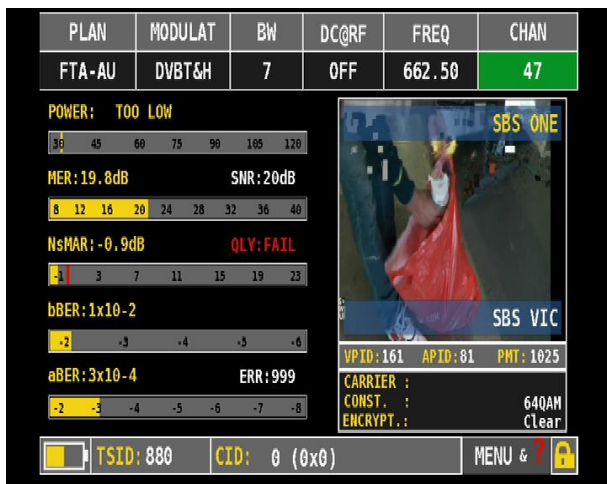 PLAN MODULAT BW DC@RF FREQ CHAN
FTA-AU DVBT&H 7 OFF 662.50 47
POWER: TOO LOW
30 45 60 75 90 105 120
MER:19.8dB SNR:20dB
8 12 16 20 24 28 32 36 40
NsMAR:-0.9dB QLY:FAIL
-1 3 7 11 15 19 23
bBER:1x10-2
-2 -3 -4 -5 -6
aBER:3x10-4 ERR:999
-2 -3 -4 -5 -6 -7 -8
SBS ONE
SBS VIC
VPID:161 APID:81 PMT:1025
CARRIER :
CONST. : 64QAM
ENCRYPT.: Clear
TSID:880 CID: 0 (0x0) MENU & ?